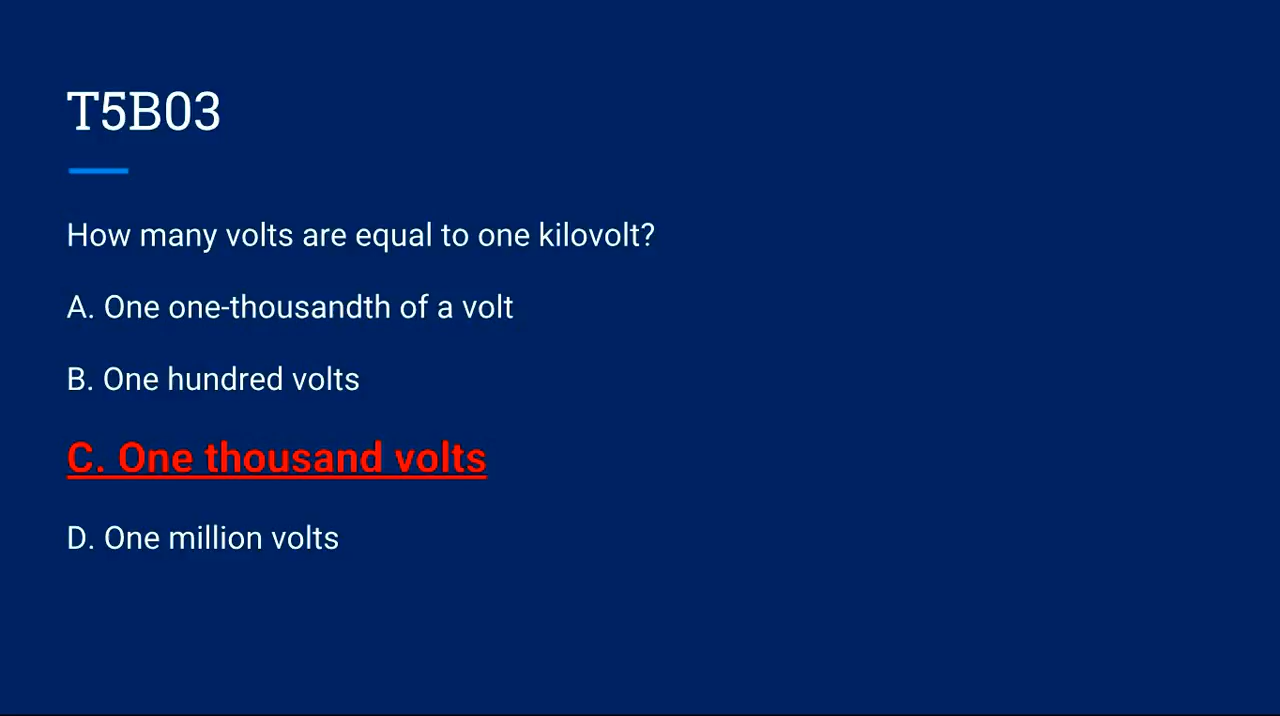 T5B03
How many volts are equal to one kilovolt?
A. One one-thousandth of a volt
B. One hundred volts
C. One thousand volts
D. One million volts